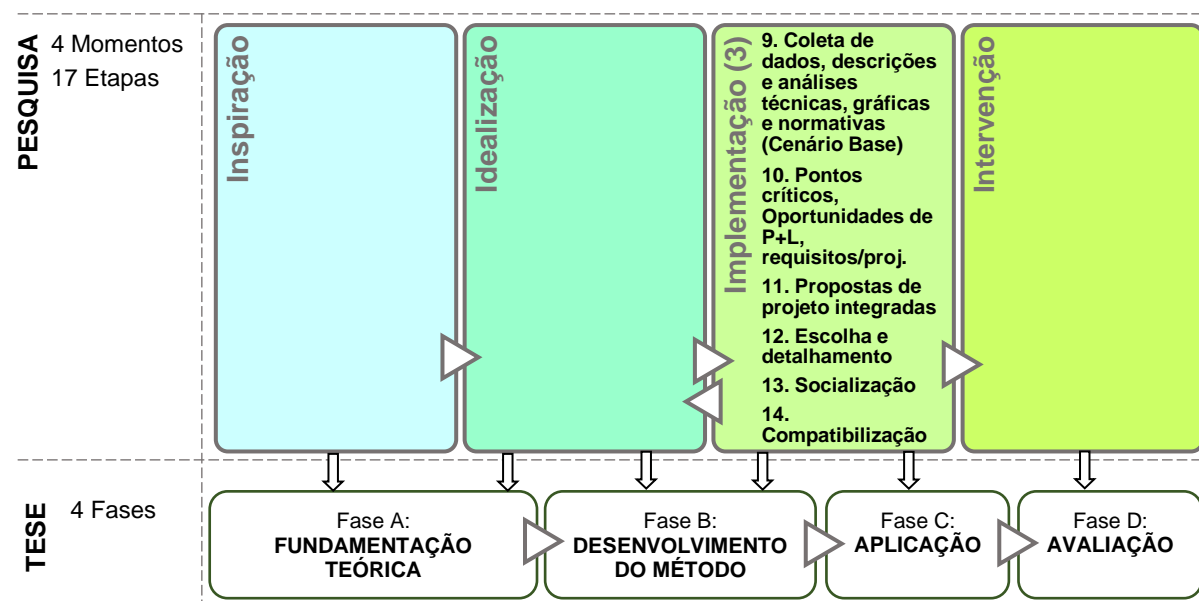 PESQUISA
4 Momentos
17 Etapas
Inspiração
Idealização
Implementação (3)
9. Coleta de
dados, descrições
e análises
técnicas, gráficas
e normativas
(Cenário Base)
10. Pontos
críticos,
Oportunidades de
P+L,
requisitos/proj.
11. Propostas de
projeto integradas
12. Escolha e
detalhamento
13. Socialização
14.
Compatibilização
Intervenção
TESE
4 Fases
Fase A:
FUNDAMENTAÇÃO
TEÓRICA
Fase B:
DESENVOLVIMENTO
DO MÉTODO
Fase C:
APLICAÇÃO
Fase D:
AVALIAÇÃO